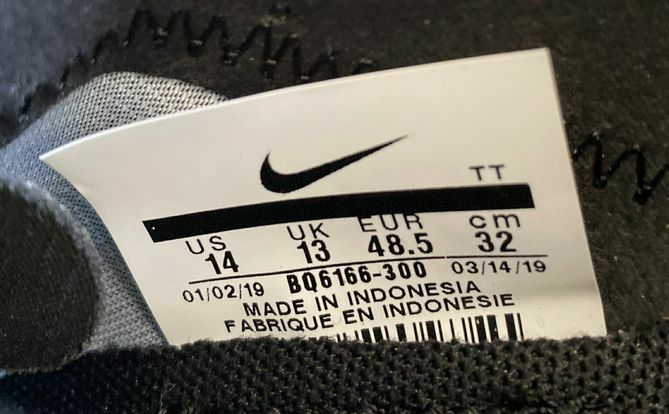 TT
US UK EUR cm
14 13 48.5 32
01/02/19 BQ6166-300 03/14/19
MADE IN INDONESIA
FABRIQUE EN INDONESIE